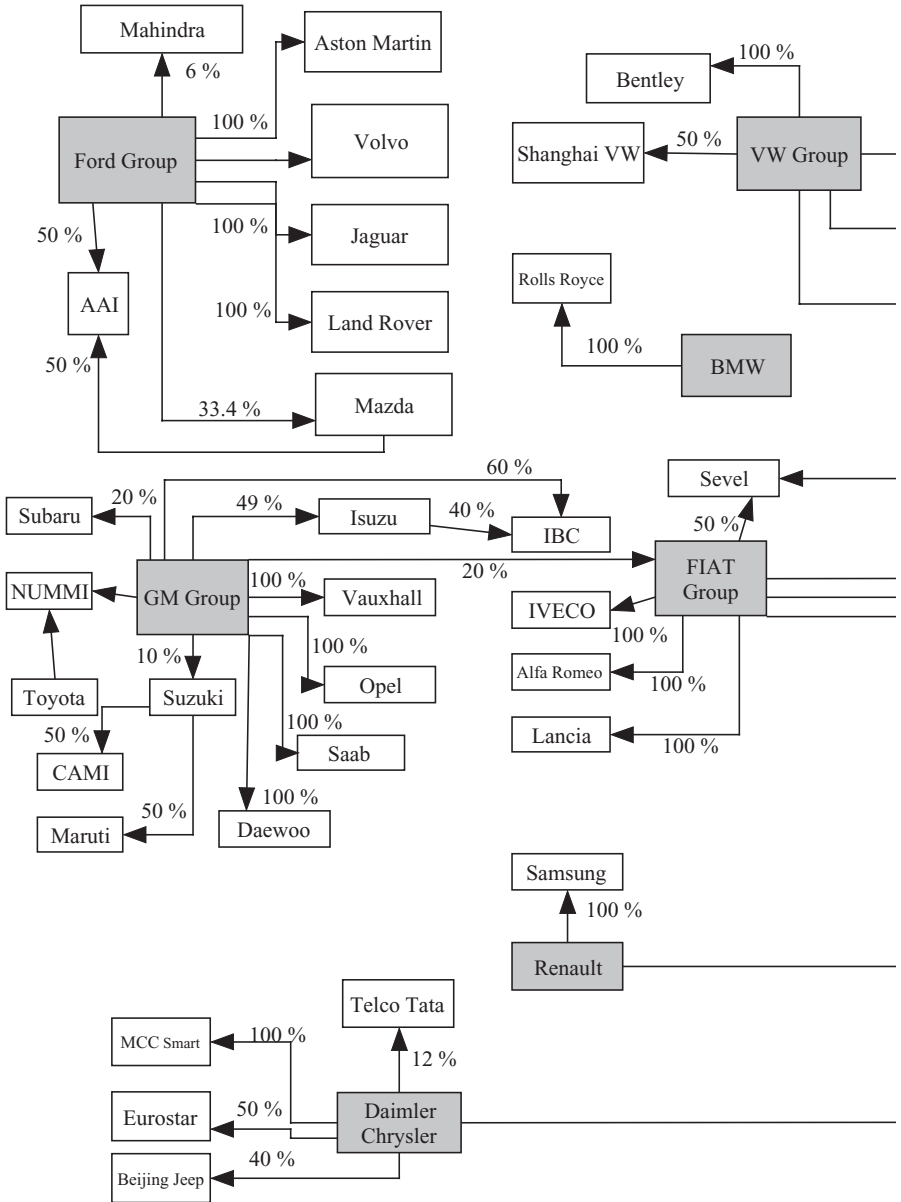 Mahindra
Aston Martin
6 %
100 %
Bentley
100 %
Ford Group
Volvo
Shanghai VW
50 %
VW Group
50 %
100 %
Jaguar
AAI
100 %
Land Rover
Rolls Royce
50 %
100 %
BMW
33.4 %
Mazda
60 %
Sevel
Subaru
20 %
49 %
Isuzu
40 %
IBC
50 %
20 %
FIAT
Group
NUMMI
GM Group
100 %
Vauxhall
IVECO
100 %
10 %
100 %
Alfa Romeo
100 %
Toyota
Suzuki
Opel
50 %
100 %
Saab
Lancia
100 %
CAMI
50 %
100 %
Maruti
Daewoo
Samsung
100 %
Renault
Telco Tata
MCC Smart
100 %
12 %
Eurostar
50 %
Daimler
Chrysler
Beijing Jeep
40 %